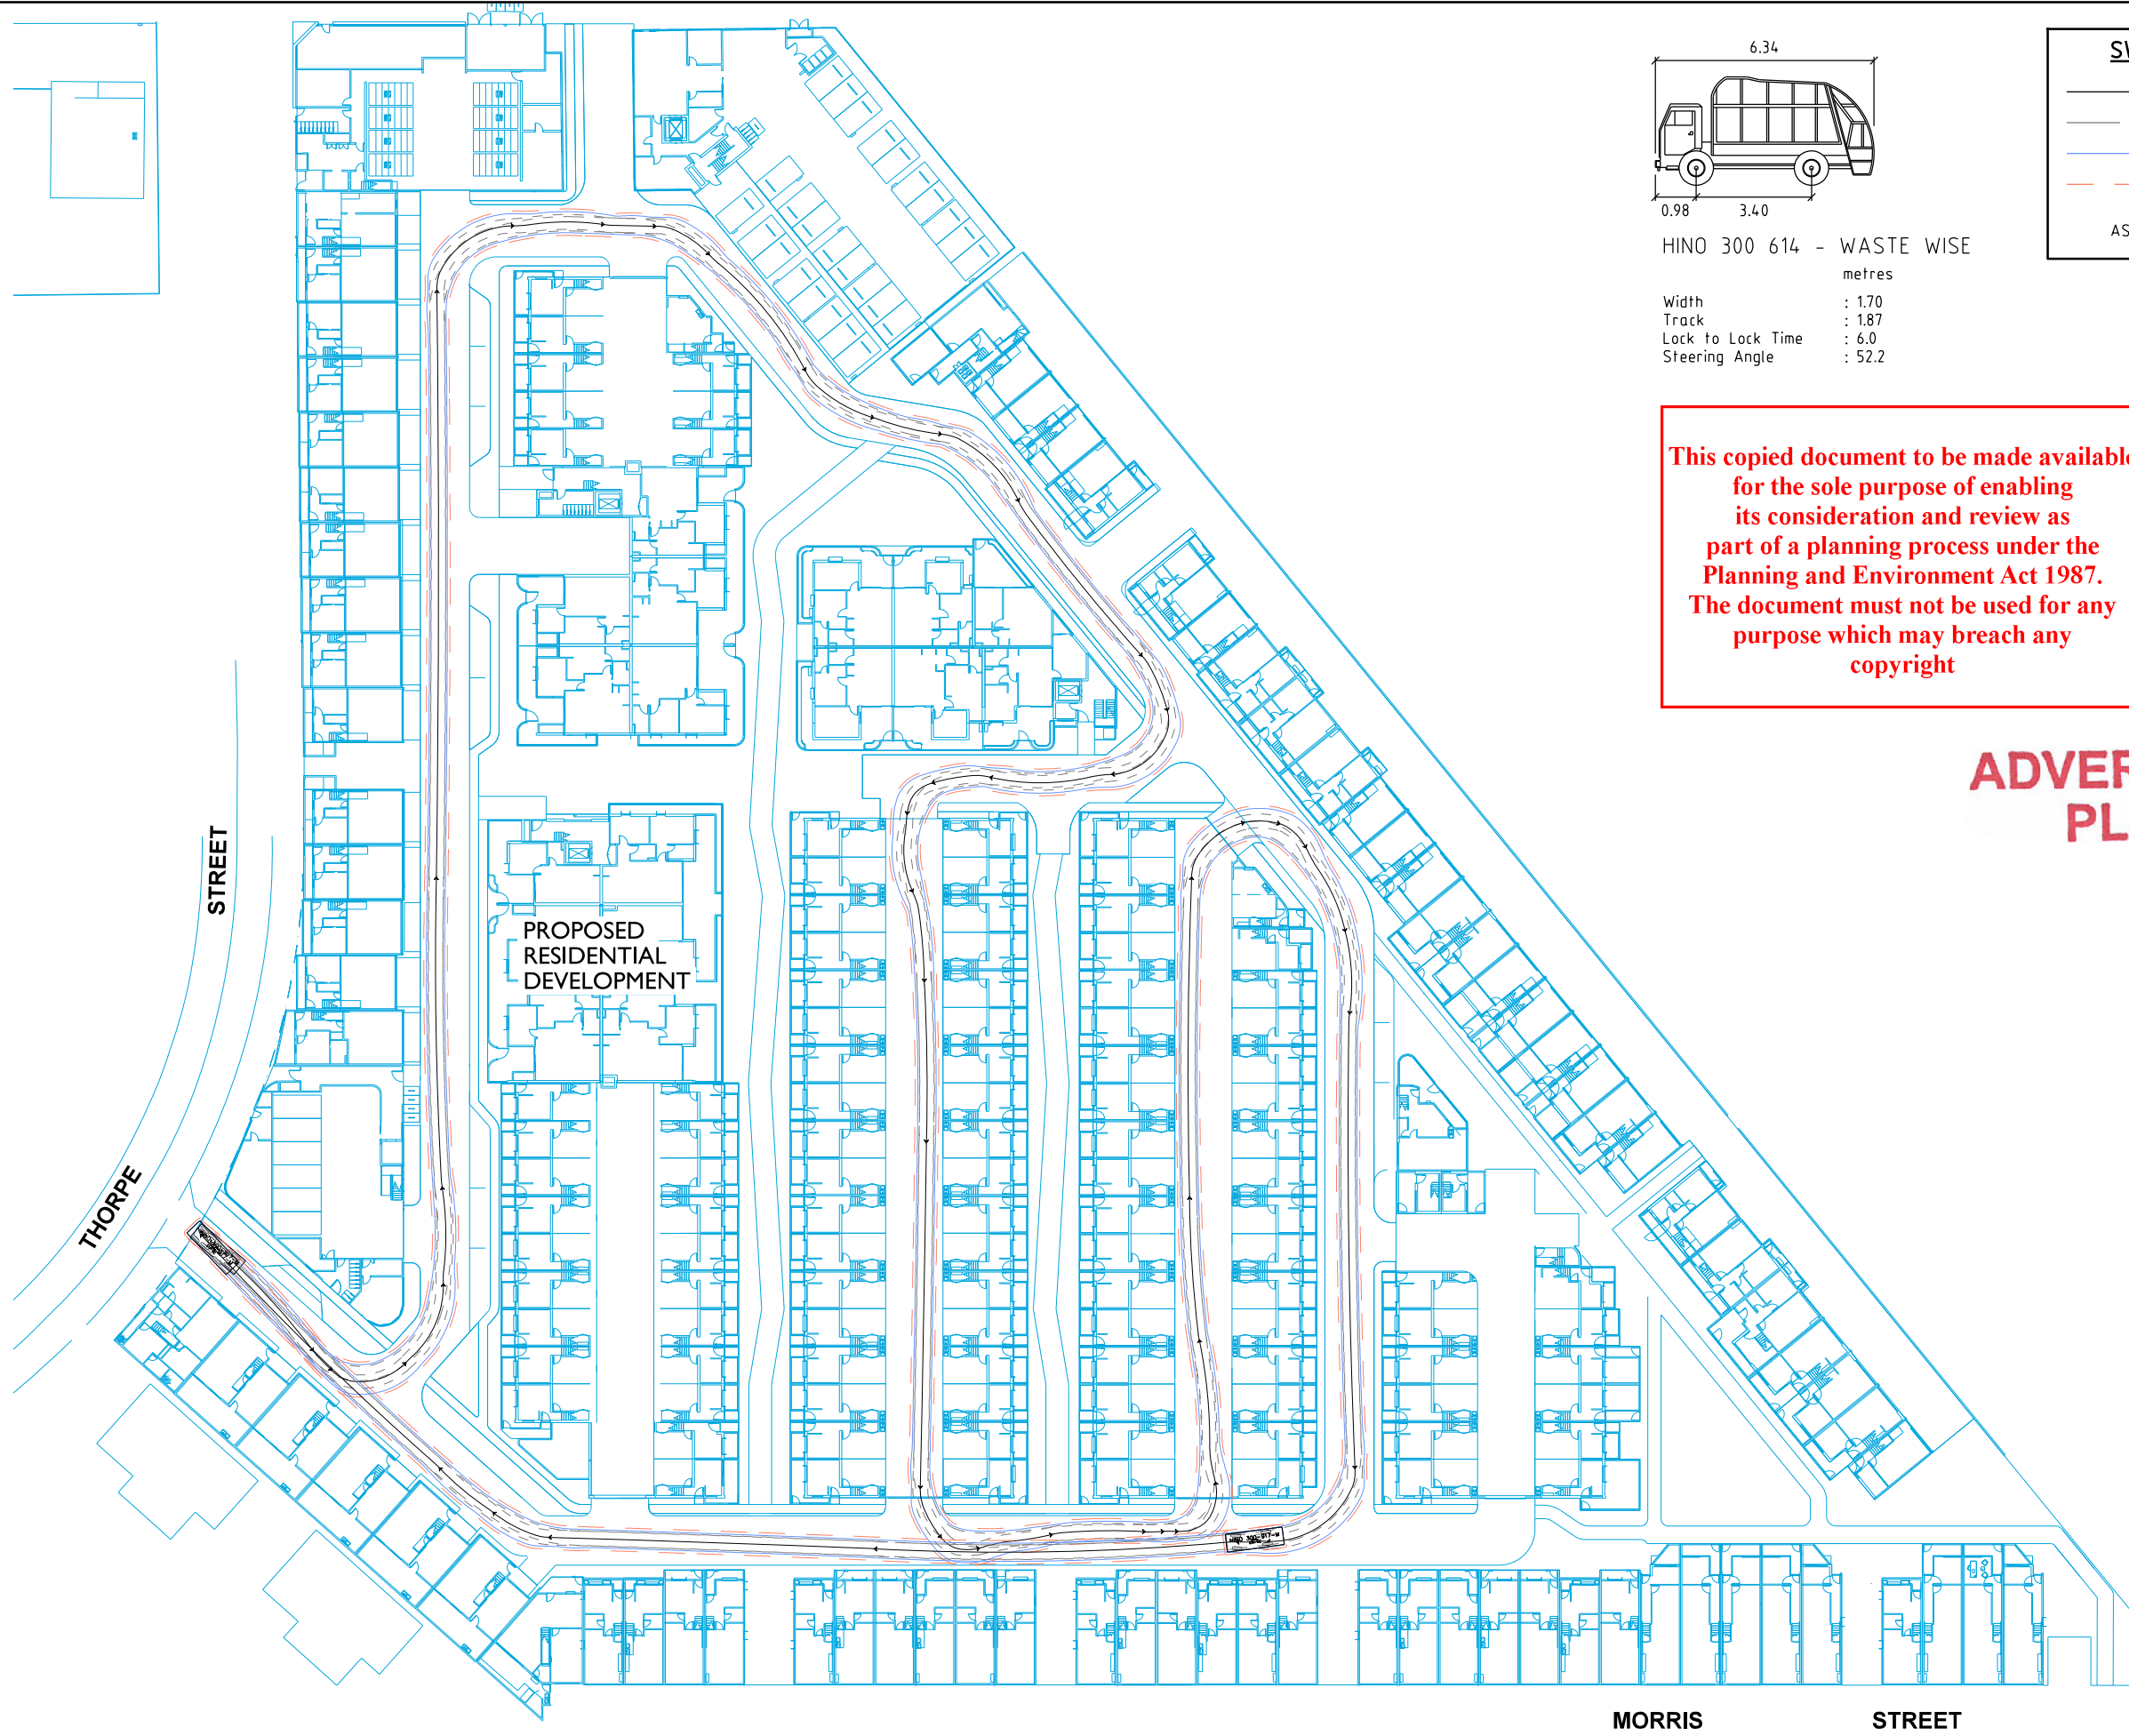 6.34
0.98
3.40
HINO 300 614 - WASTE WISE
metres
Width : 1.70
Track : 1.87
Lock to Lock Time : 6.0
Steering Angle : 52.2
This copied document to be made available
for the sole purpose of enabling
its consideration and review as
part of a planning process under the
Planning and Environment Act 1987.
The document must not be used for any
purpose which may breach any
copyright
ADVER
PL
THORPE STREET
PROPOSED
RESIDENTIAL
DEVELOPMENT
MORRIS STREET